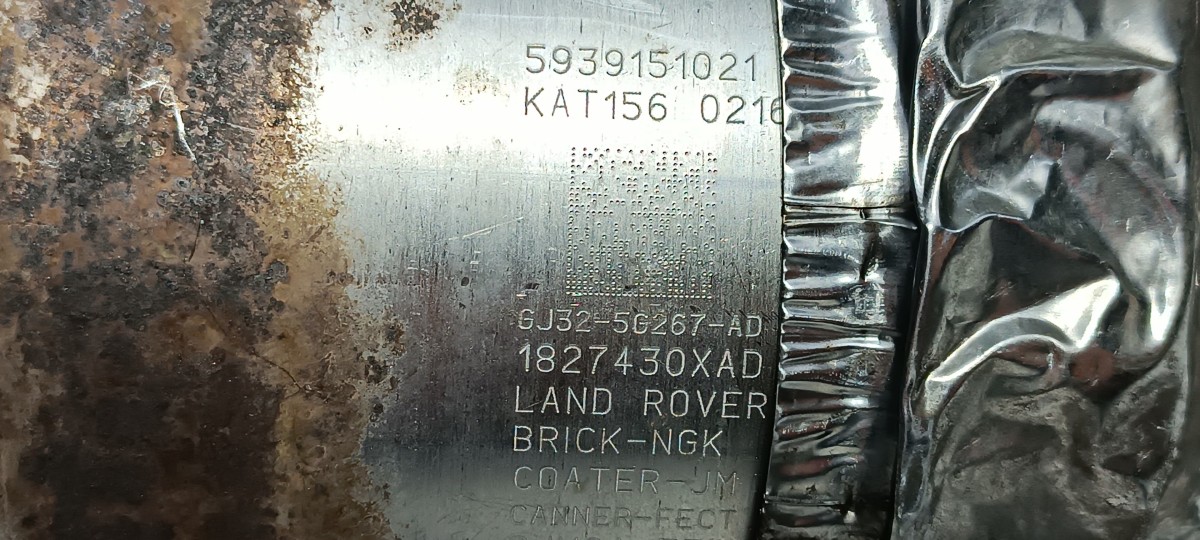 5939151021
KAT156 0216
GJ32-5G267-AD
1827430XAD
LAND ROVER
BRICK-NGK
COATER-JM
CANNER-FECT